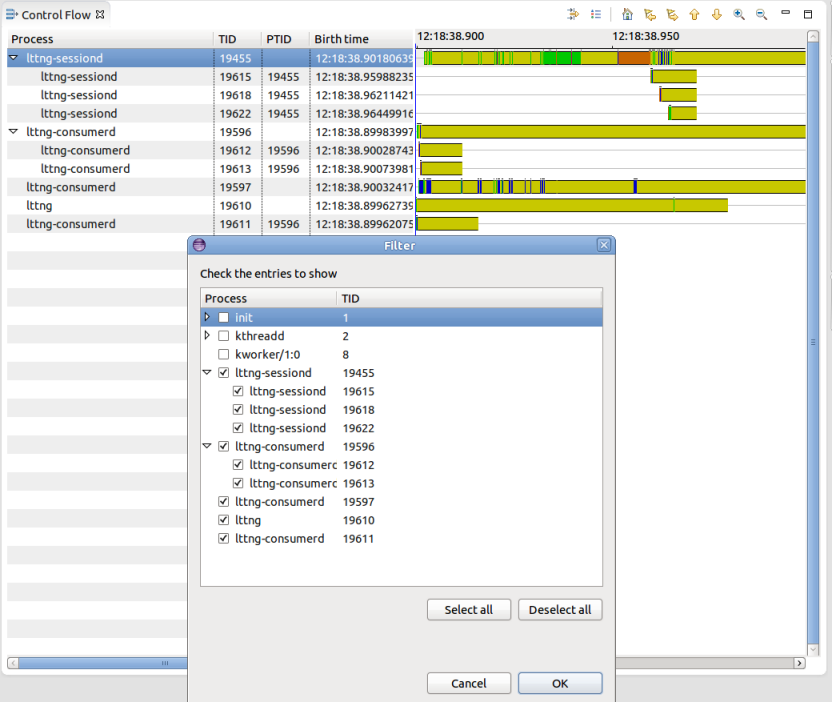 Control Flow
Process TID PTID Birth time 12:18:38.900 12:18:38.950
lttng-sessiond 19455 12:18:38.90180639
lttng-sessiond 19615 19455 12:18:38.95988235
lttng-sessiond 19618 19455 12:18:38.96211421
lttng-sessiond 19622 19455 12:18:38.96449916
lttng-consumerd 19596 12:18:38.89983997
lttng-consumerd 19612 19596 12:18:38.90028743
lttng-consumerd 19613 19596 12:18:38.90073981
lttng-consumerd 19597 12:18:38.90032417
lttng 19610 12:18:38.89962739
lttng-consumerd 19611 19596 12:18:38.89962075
Filter
Check the entries to show
Process TID
init 1
kthreadd 2
kworker/1:0 8
lttng-sessiond 19455
lttng-sessiond 19615
lttng-sessiond 19618
lttng-sessiond 19622
lttng-consumerd 19596
lttng-consumerc 19612
lttng-consumerc 19613
lttng-consumerd 19597
lttng 19610
lttng-consumerd 19611
Select all Deselect all
Cancel OK